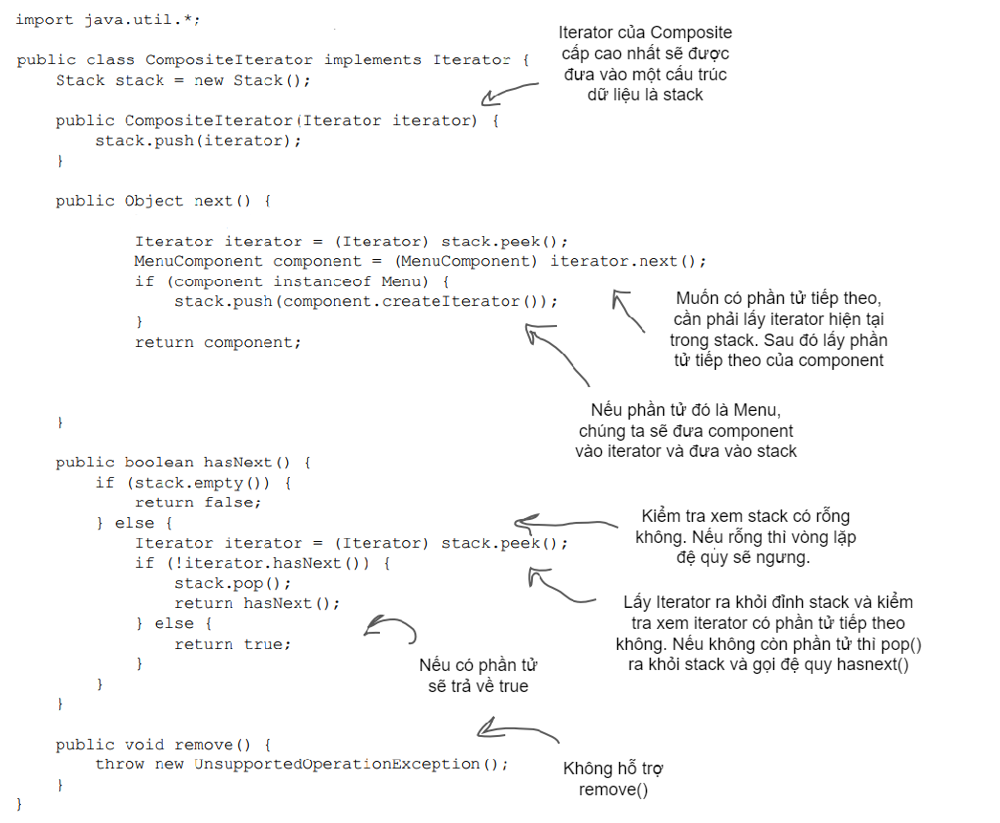 import java.util.*;
Iterator của Composite
cấp cao nhất sẽ được
đưa vào một cấu trúc
dữ liệu là stack
public class CompositeIterator implements Iterator {
Stack stack = new Stack();
public CompositeIterator(Iterator iterator) {
stack.push(iterator);
}
public Object next() {
Iterator iterator = (Iterator) stack.peek();
MenuComponent component = (MenuComponent) iterator.next();
if (component instanceof Menu) {
stack.push(component.createIterator());
}
return component;
Muốn có phần tử tiếp theo,
cần phải lấy iterator hiện tại
trong stack. Sau đó lấy phần
tử tiếp theo của component
Nếu phần tử đó là Menu,
chúng ta sẽ đưa component
vào iterator và đưa vào stack
}
public boolean hasNext() {
if (stack.empty()) {
return false;
} else {
Iterator iterator = (Iterator) stack.peek();
if (!iterator.hasNext()) {
stack.pop();
return hasNext();
} else {
return true;
}
}
}
Kiểm tra xem stack có rỗng
không. Nếu rỗng thì vòng lặp
đệ quy sẽ ngưng.
Lấy Iterator ra khỏi đỉnh stack và kiểm
tra xem iterator có phần tử tiếp theo
không. Nếu không còn phần tử thì pop()
ra khỏi stack và gọi đệ quy hasnext()
Nếu có phần tử
sẽ trả về true
public void remove() {
throw new UnsupportedOperationException();
}
}
Không hỗ trợ
remove()